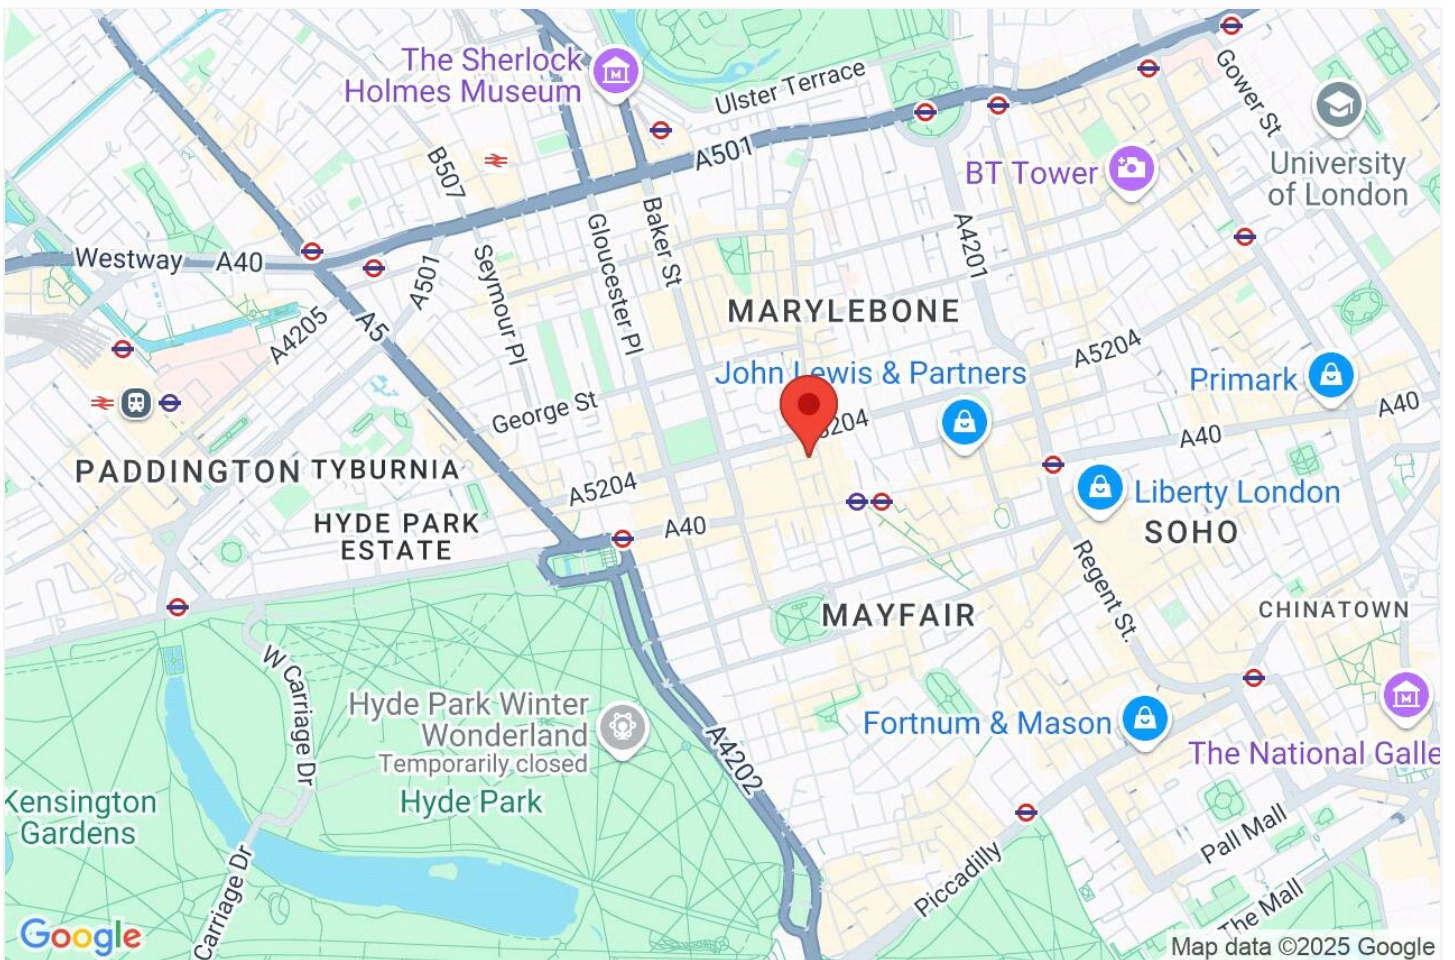 The Sherlock
Holmes Museum
Ulster Terrace
Gower St
A501
BT Tower
University
of London
B507
Baker St
Gloucester Pl
A4201
Westway
A40
A501
Seymour Pl
MARYLEBONE
A4205
A5
A5204
John Lewis & Partners
Primark
George St
5204
A40
A40
PADDINGTON
TYBURNIA
A5204
Liberty London
HYDE PARK
ESTATE
A40
SOHO
Regent St.
MAYFAIR
CHINATOWN
W Carriage Dr
Hyde Park Winter
Wonderland
Temporarily closed
A4202
Fortnum & Mason
The National Galle
Kensington
Gardens
Hyde Park
Pall Mall
Piccadilly
Carriage Dr
The Mall
Google
Map data ©2025 Google